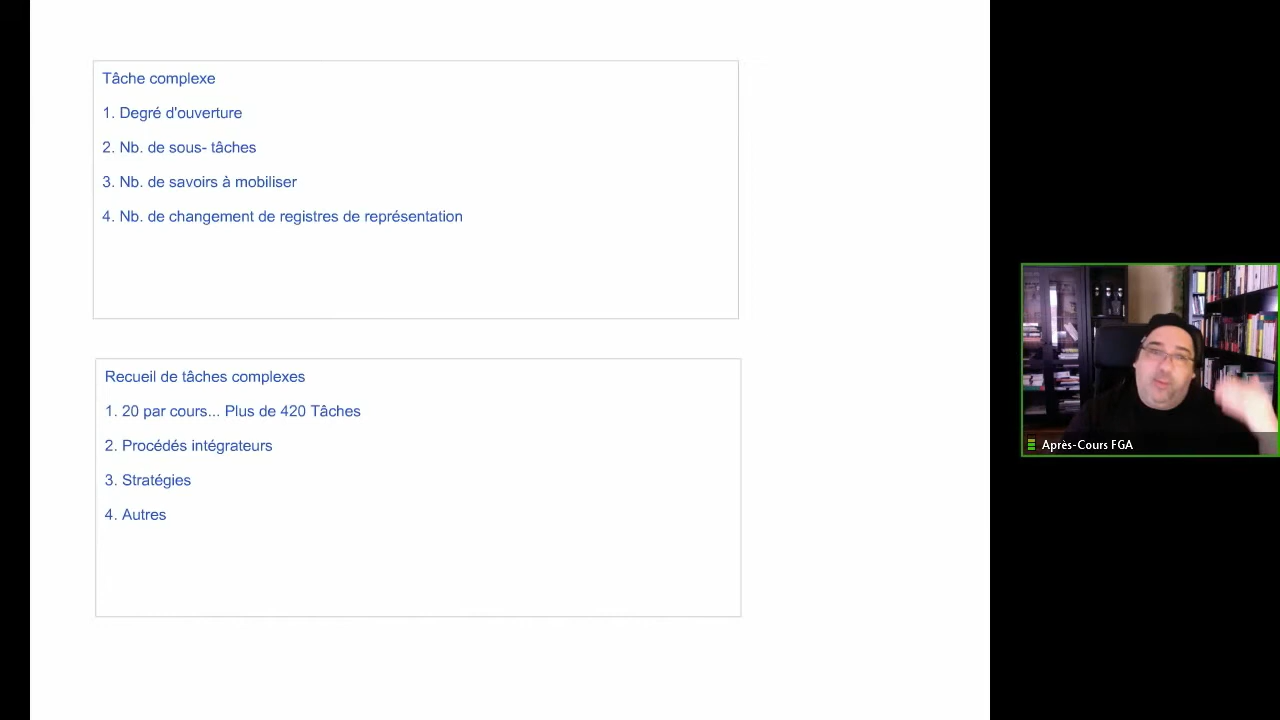 Tâche complexe
1. Degré d'ouverture
2. Nb. de sous- tâches
3. Nb. de savoirs à mobiliser
4. Nb. de changement de registres de représentation
Recueil de tâches complexes
1. 20 par cours... Plus de 420 Tâches
2. Procédés intégrateurs
3. Stratégies
4. Autres
Après-Cours FGA